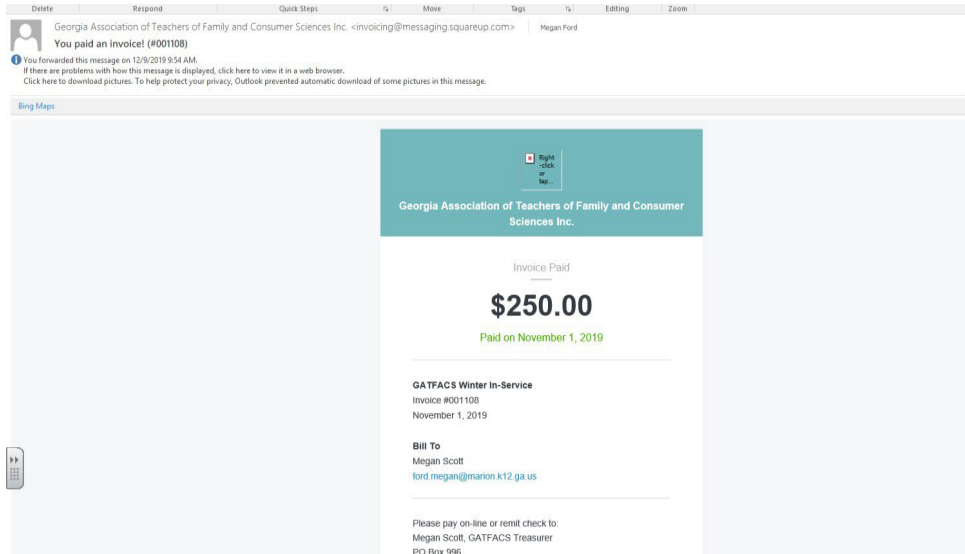 Delete Respond Quick Steps Move Tags Editing Zoom
Georgia Association of Teachers of Family and Consumer Sciences Inc. <invoicing@messaging.squareup.com> Megan Ford
You paid an invoice! (#001108)
You forwarded this message on 12/9/2019 9:54 AM.
If there are problems with how this message is displayed, click here to view it in a web browser.
Click here to download pictures. To help protect your privacy, Outlook prevented automatic download of some pictures in this message.
Bing Maps
Right
-click
or
tap...
Georgia Association of Teachers of Family and Consumer
Sciences Inc.
Invoice Paid
$250.00
Paid on November 1, 2019
GATFACS Winter In-Service
Invoice #001108
November 1, 2019
Bill To
Megan Scott
ford.megan@marion.k12.ga.us
Please pay on-line or remit check to:
Megan Scott, GATFACS Treasurer
PO Box 996